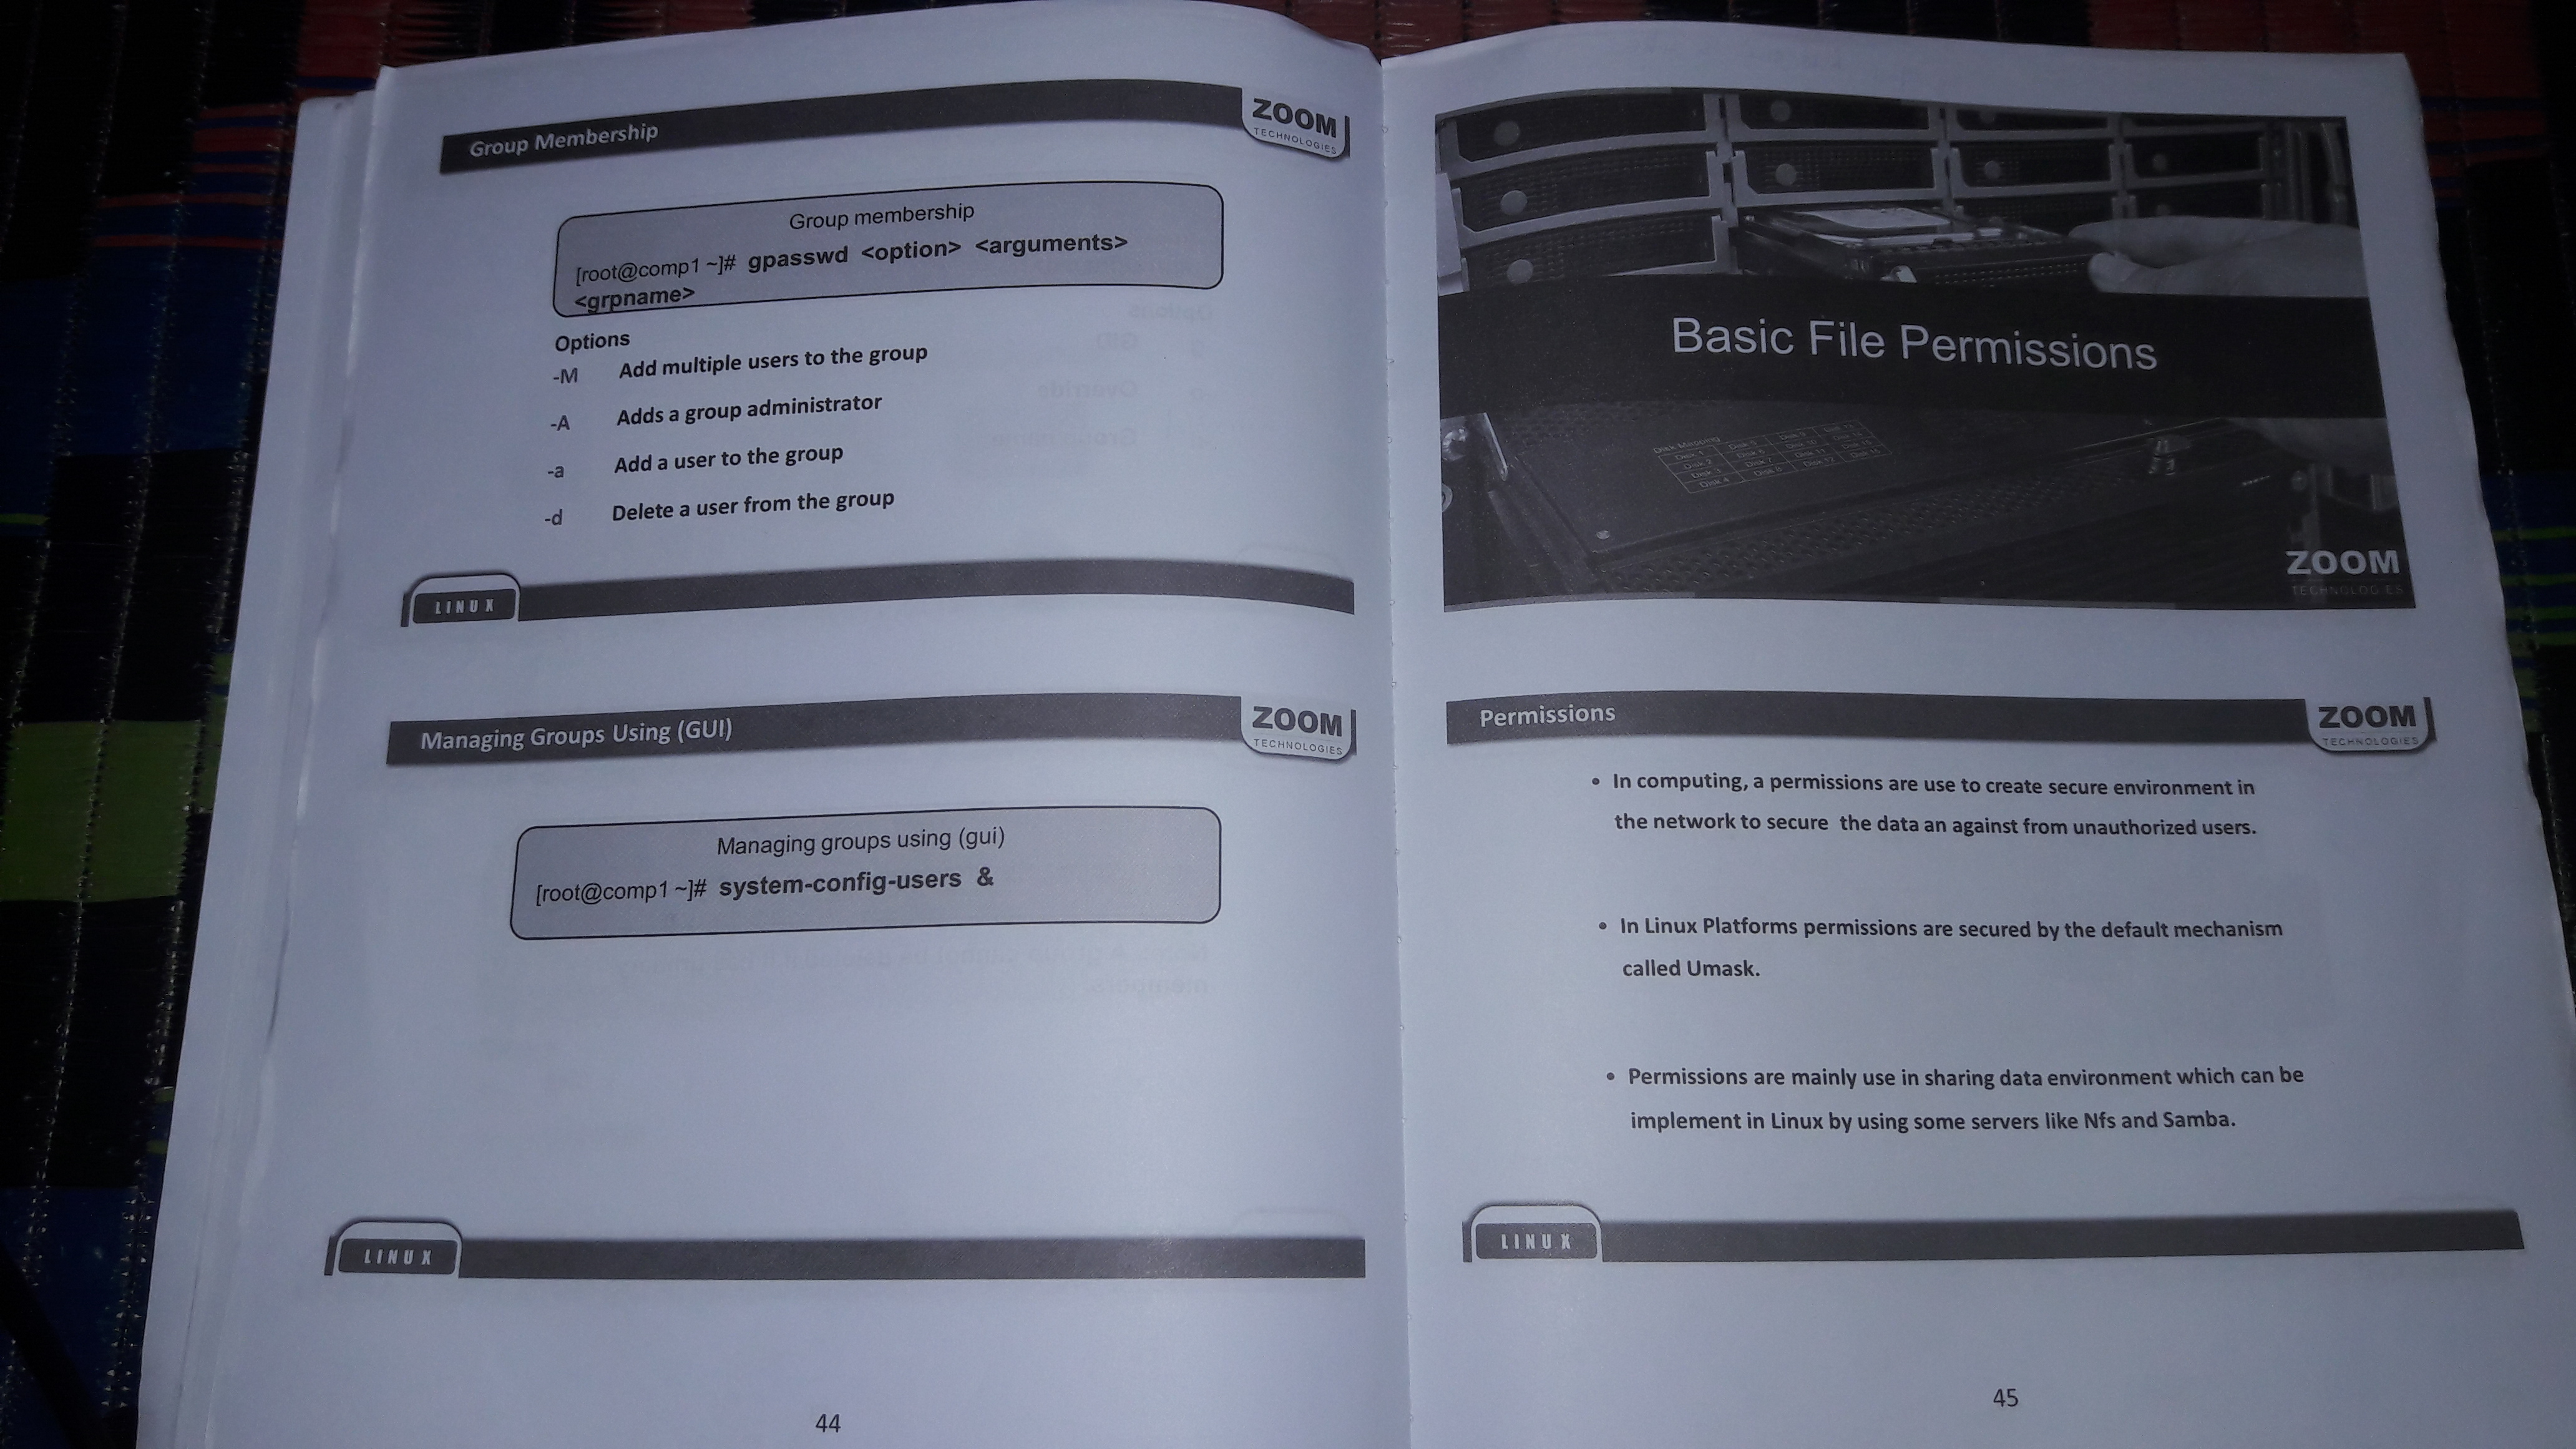 Group Membership
ZOOM
TECHNOLOGIES
Group membership
[root@comp1 ~]# gpasswd <option> <arguments>
<grpname>
Options
-M Add multiple users to the group
-A Adds a group administrator
-a Add a user to the group
-d Delete a user from the group
LINUX
Managing Groups Using (GUI)
ZOOM
TECHNOLOGIES
Managing groups using (gui)
[root@comp1 ~]# system-config-users &
LINUX
44
Basic File Permissions
Disk Mapping
ZOOM
TECHNOLOGIES
Permissions
ZOOM
TECHNOLOGIES
• In computing, a permissions are use to create secure environment in
the network to secure the data an against from unauthorized users.
• In Linux Platforms permissions are secured by the default mechanism
called Umask.
• Permissions are mainly use in sharing data environment which can be
implement in Linux by using some servers like Nfs and Samba.
LINUX
45